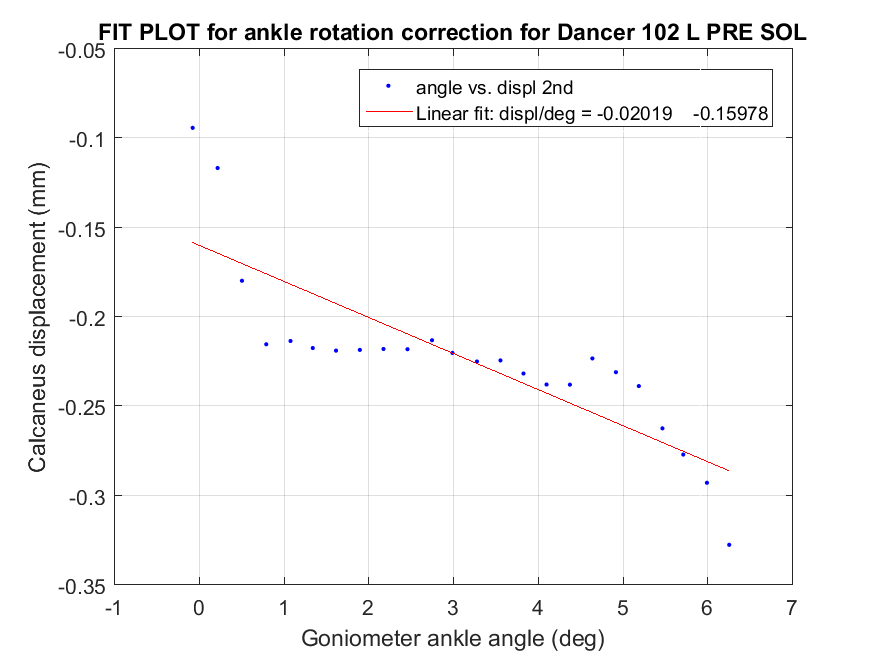 FIT PLOT for ankle rotation correction for Dancer 102 L PRE SOL
-0.05
angle vs. displ 2nd
Linear fit: displ/deg = -0.02019 -0.15978
-0.1
-0.15
-0.2
-0.25
-0.3
-0.35
Calcaneus displacement (mm)
-1 0 1 2 3 4 5 6 7
Goniometer ankle angle (deg)